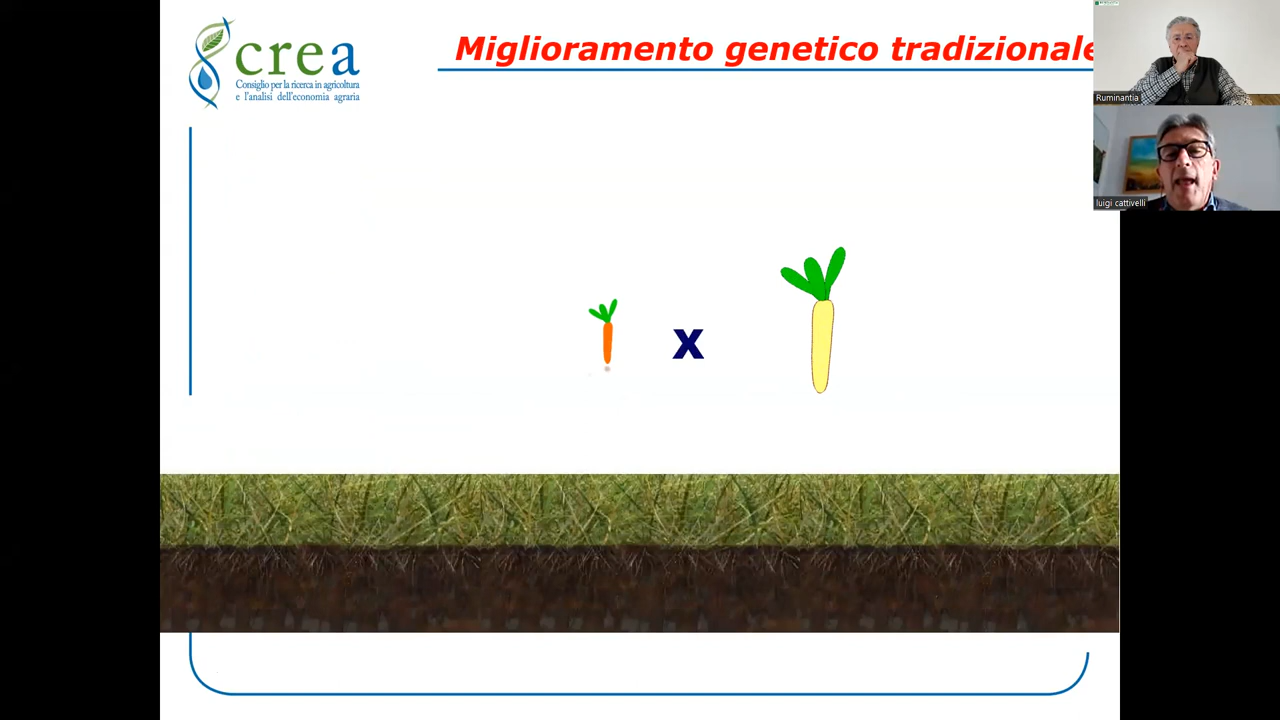 crea
Consiglio per la ricerca in agricoltura
e l'analisi dell'economia agraria
Miglioramento genetico tradizionale
x
Ruminantia
luigi cattivelli